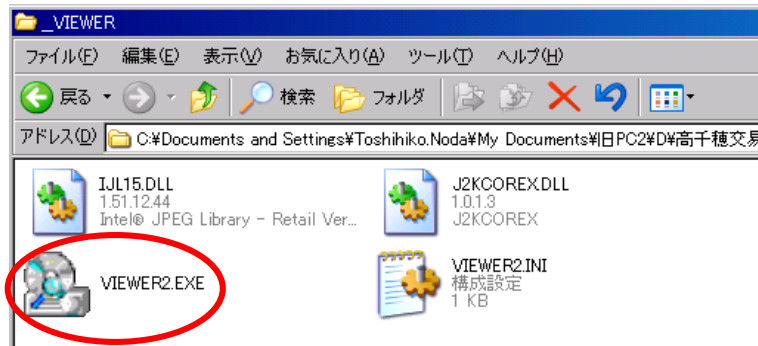 _VIEWER
ファイル(F) 編集(E) 表示(V) お気に入り(A) ツール(T) ヘルプ(H)
戻る 検索 フォルダ
アドレス(D) C:¥Documents and Settings¥Toshihiko.Noda¥My Documents¥旧PC2¥D¥高千穂交易
IJL15.DLL
1.51.12.44
Intel® JPEG Library - Retail Ver...
J2KCOREX.DLL
1.0.1.3
J2KCOREX
VIEWER2.EXE
VIEWER2.INI
構成設定
1 KB